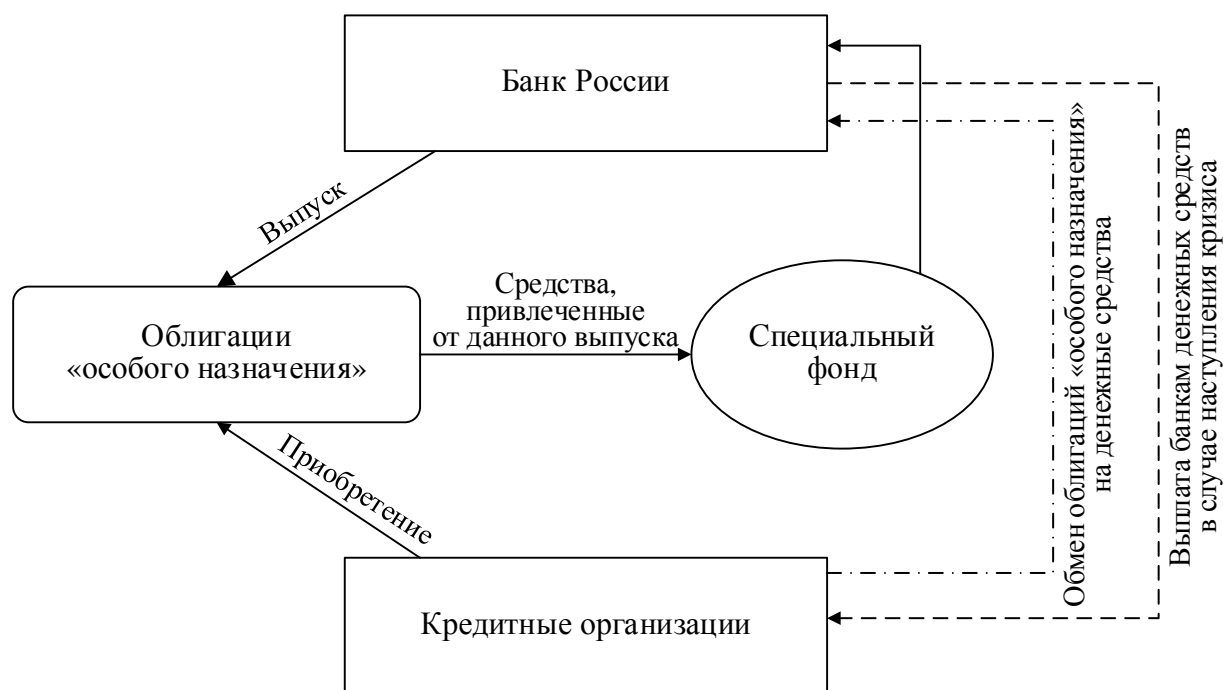 Банк России
Выпуск
Облигации
«особого назначения»
Средства,
привлеченные
от данного выпуска
Специальный
фонд
Приобретение
Кредитные организации
Обмен облигаций «особого назначения»
на денежные средства
Выплата банкам денежных средств
в случае наступления кризиса